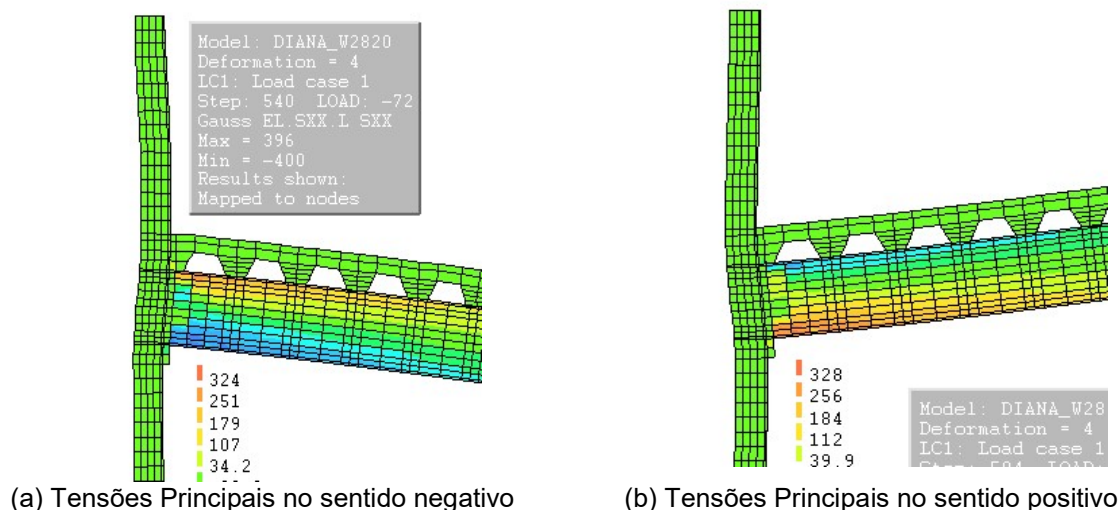 Model: DIANA_W2820
Deformation = 4
LC1: Load case 1
Step: 540 LOAD: -72
Gauss EL.SXX.L SXX
Max = 396
Min = -400
Results shown:
Mapped to nodes
324
251
179
107
34.2
(a) Tensões Principais no sentido negativo
328
256
184
112
39.9
Model: DIANA_W28
Deformation = 4
LC1: Load case 1
(b) Tensões Principais no sentido positivo